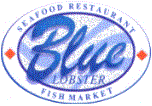 SEAFOOD RESTAURANT
Blue
LOBSTER
FISH MARKET